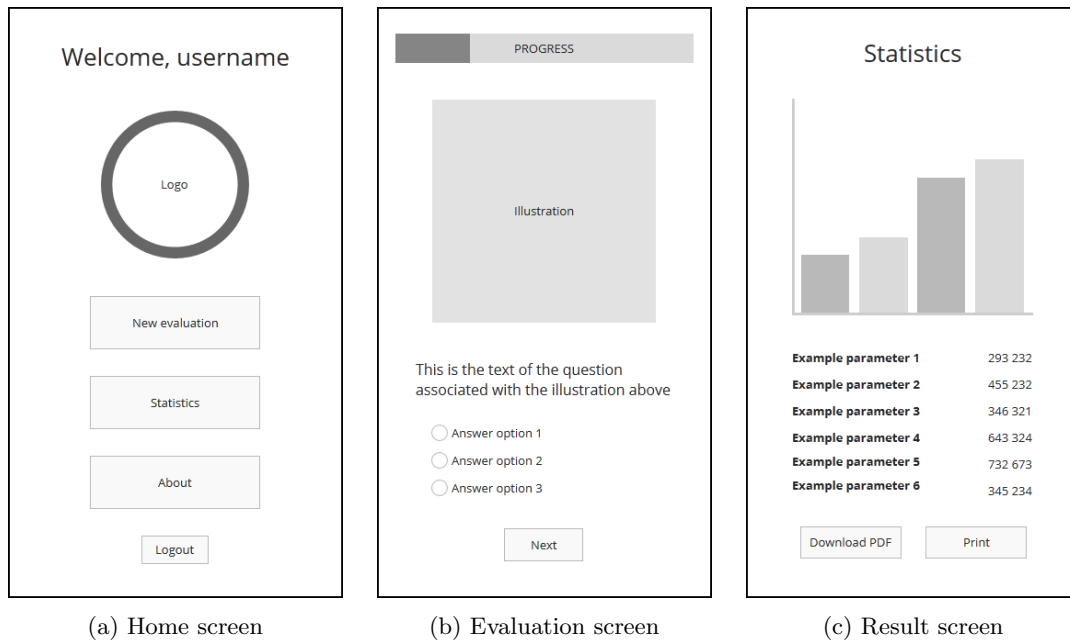 Welcome, username
Logo
New evaluation
Statistics
About
Logout
(a) Home screen
PROGRESS
Illustration
This is the text of the question
associated with the illustration above
Answer option 1
Answer option 2
Answer option 3
Next
(b) Evaluation screen
Statistics
Example parameter 1 293 232
Example parameter 2 455 232
Example parameter 3 346 321
Example parameter 4 643 324
Example parameter 5 732 673
Example parameter 6 345 234
Download PDF Print
(c) Result screen